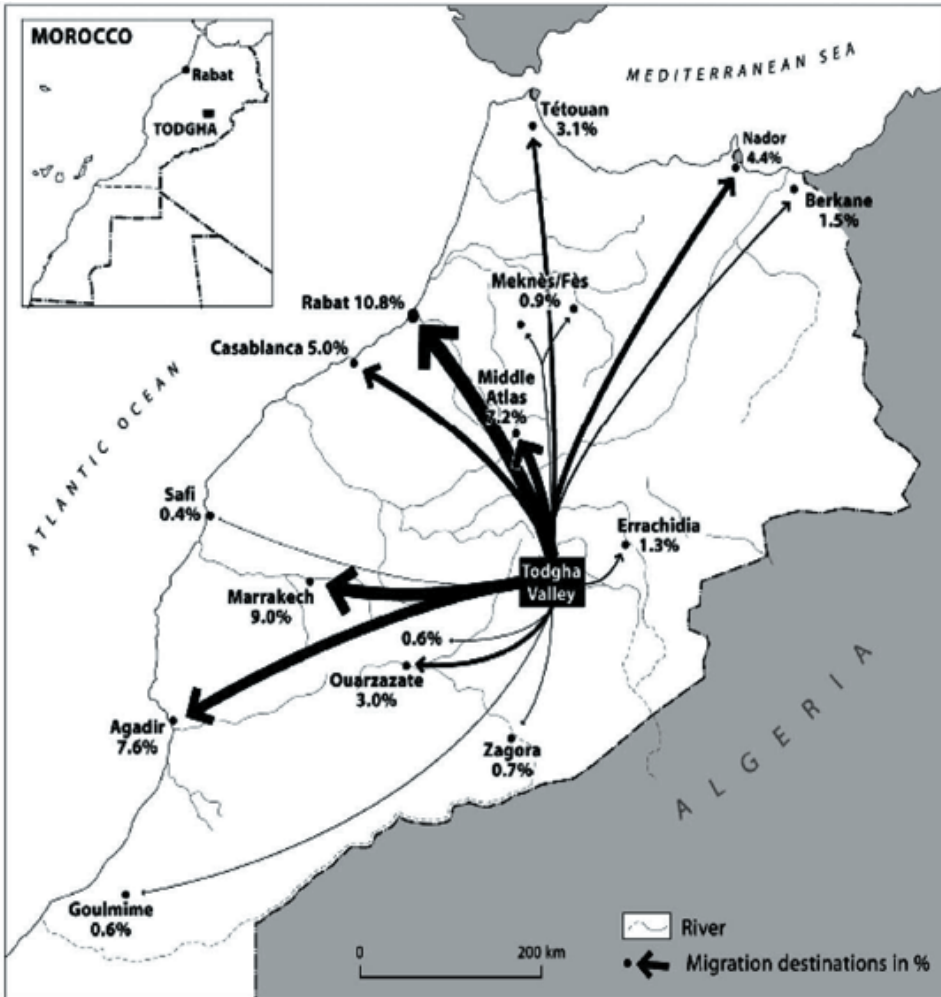 MOROCCO
Rabat
TODGHA
MEDITERRANEAN SEA
Tétouan
3.1%
Nador
4.4%
Berkane
1.5%
Meknès/Fès
0.9%
Rabat 10.8%
Casablanca 5.0%
Middle
Atlas
7.2%
ATLANTIC OCEAN
Safi
0.4%
Errachidia
1.3%
Todgha
Valley
Marrakech
9.0%
0.6%
Ouarzazate
3.0%
Agadir
7.6%
Zagora
0.7%
ALGERIA
Goulmime
0.6%
River
0
200 km
Migration destinations in %